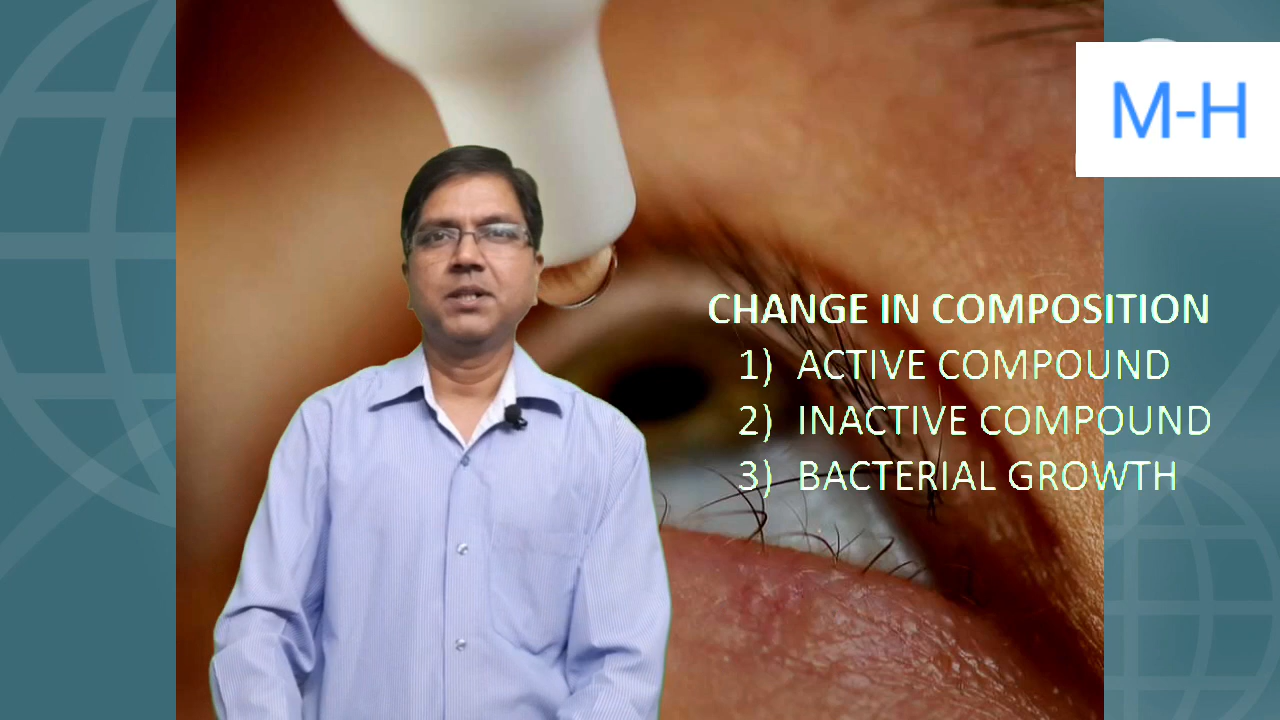 M-H
CHANGE IN COMPOSITION
1) ACTIVE COMPOUND
2) INACTIVE COMPOUND
3) BACTERIAL GROWTH